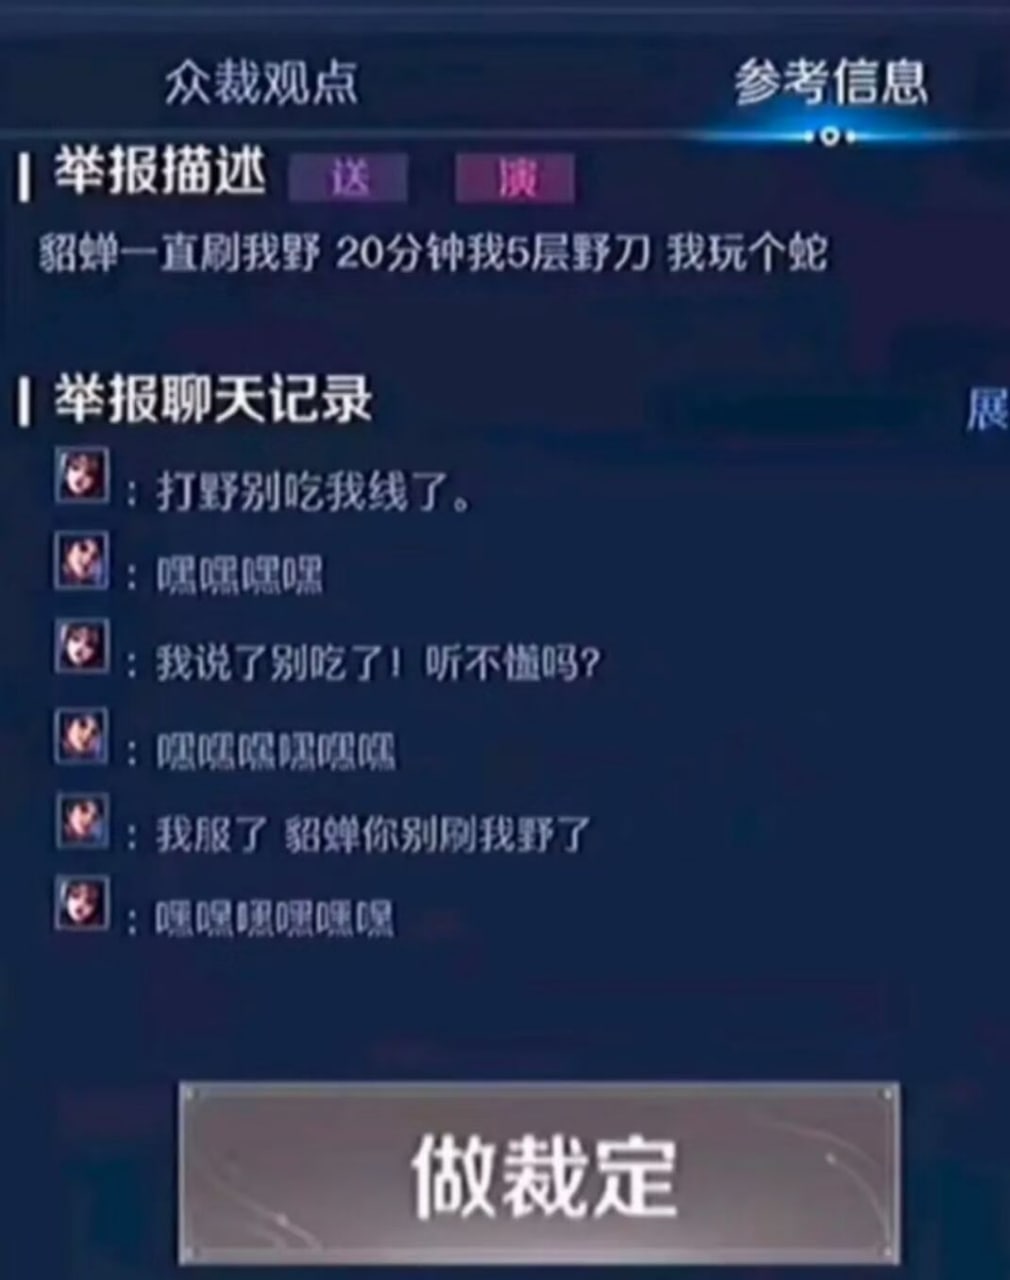 众裁观点 参考信息
举报描述 送 演
貂蝉一直刷我野 20分钟我5层野刀 我玩个蛇
举报聊天记录 展
：打野别吃我线了。
：嘿嘿嘿嘿
：我说了别吃了！听不懂吗？
：嘿嘿嘿嘿嘿嘿
：我服了 貂蝉你别刷我野了
：嘿嘿嘿嘿嘿嘿
做裁定